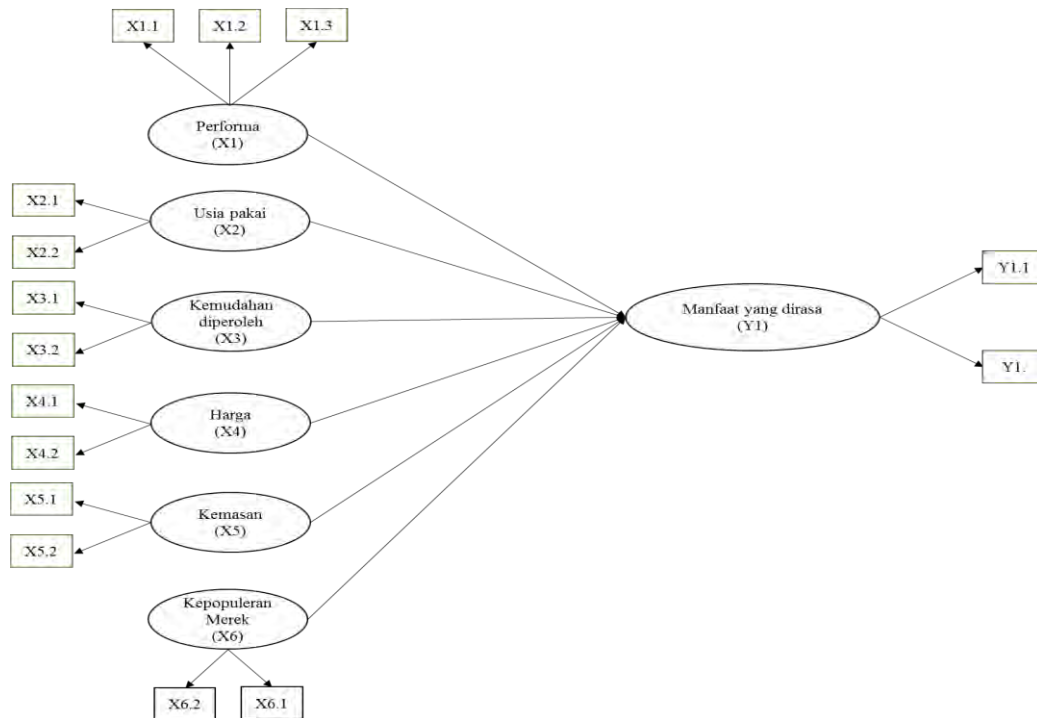 X1.1
X1.2
X1.3
Performa
(X1)
X2.1
X2.2
Usia pakai
(X2)
X3.1
X3.2
Kemudahan
diperoleh
(X3)
X4.1
X4.2
Harga
(X4)
X5.1
X5.2
Kemasan
(X5)
Kepopuleran
Merek
(X6)
X6.2
X6.1
Manfaat yang dirasa
(Y1)
Y1.1
Y1.